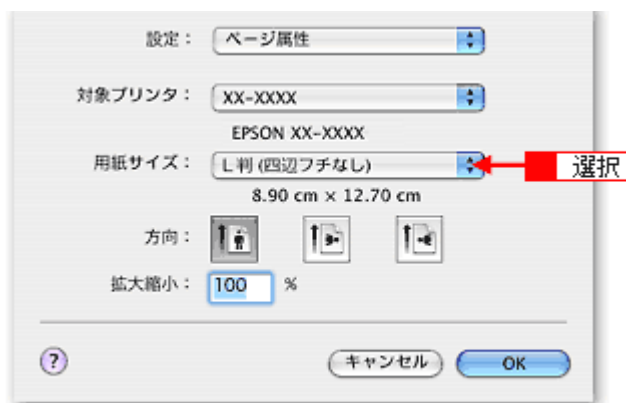 設定： ページ属性
対象プリンタ： XX-XXXX
EPSON XX-XXXX
用紙サイズ： L判(四辺フチなし) 選択
8.90 cm × 12.70 cm
方向：
拡大縮小： 100 %
? キャンセル OK